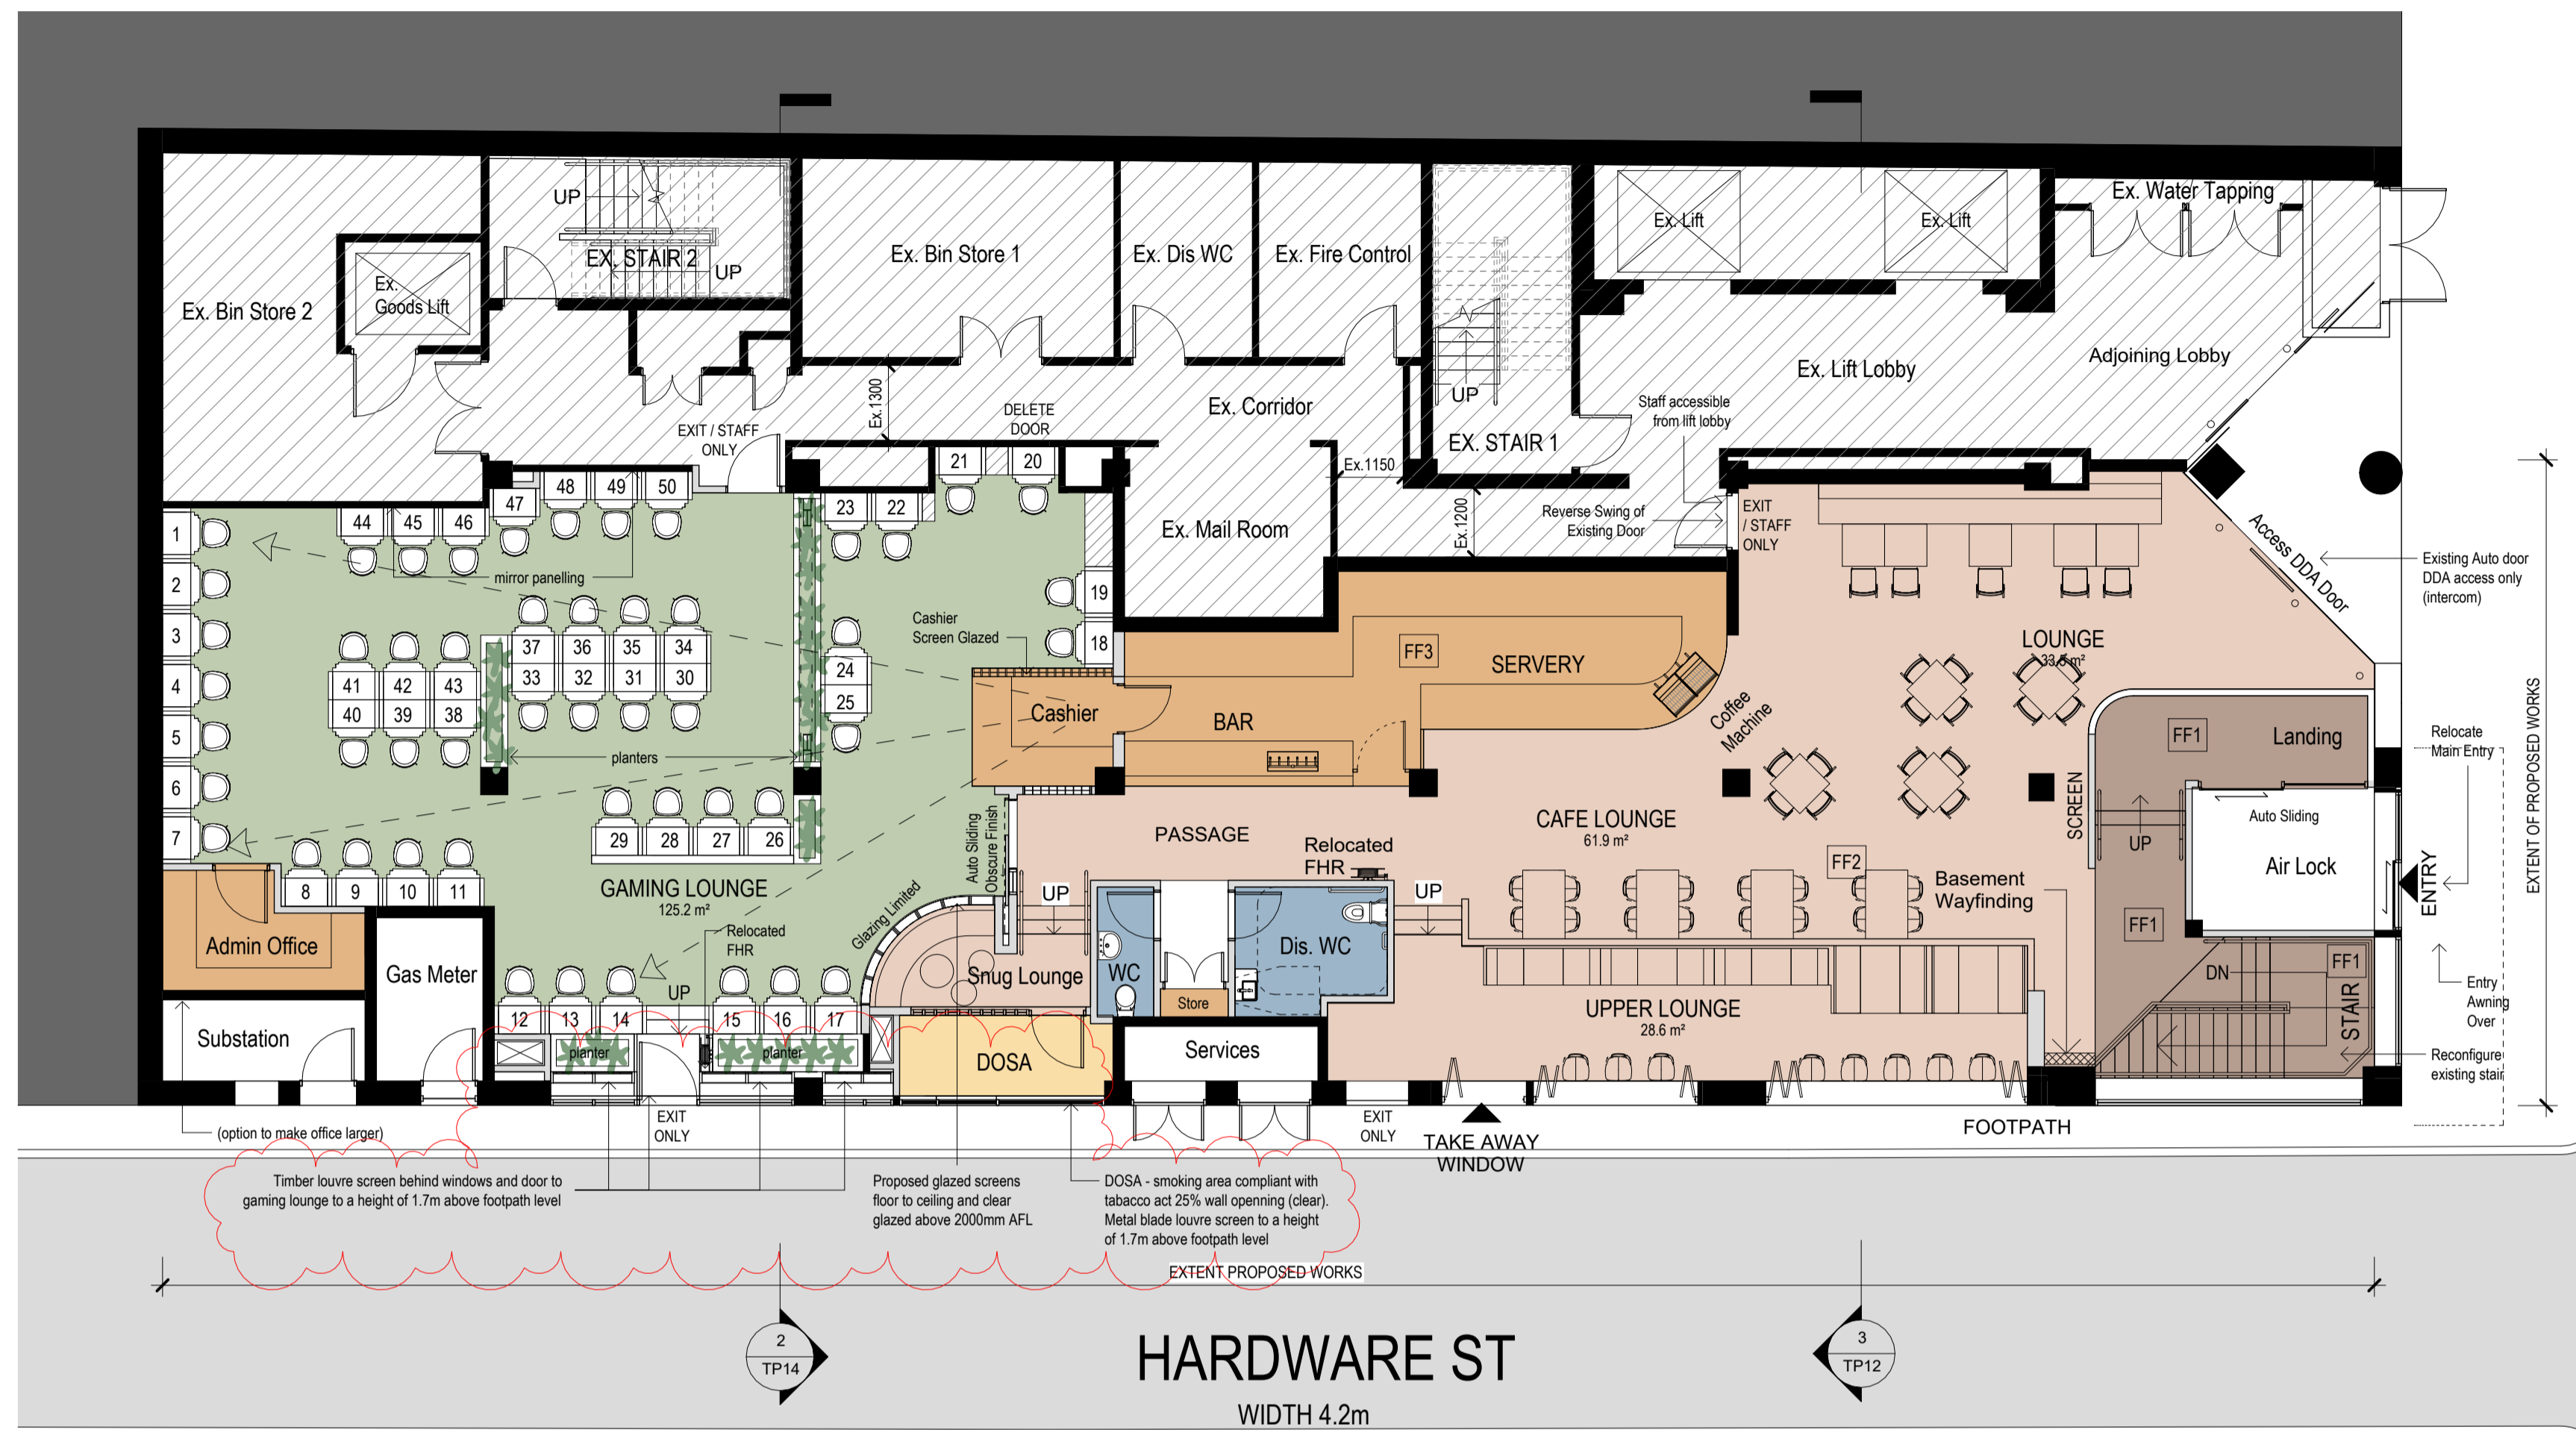 Ex. Water Tapping
UP
EX. STAIR 2
UP
Ex. Bin Store 1
Ex. Dis WC
Ex. Fire Control
Ex. Lift
Ex. Lift
Ex.
Goods Lift
Ex. Bin Store 2
Adjoining Lobby
Ex. Lift Lobby
Ex.1300
DELETE
DOOR
Ex. Corridor
UP
EX. STAIR 1
Staff accessible
from lift lobby
EXIT / STAFF
ONLY
Ex.1150
Ex.1200
Reverse Swing of
Existing Door
EXIT
/ STAFF
ONLY
Ex. Mail Room
Access DDA Door
Existing Auto door
DDA access only
(intercom)
21
20
47
48
49
50
44
45
46
23
22
1
2
3
4
5
6
7
mirror panelling
19
18
Cashier
Screen Glazed
37
36
35
34
33
32
31
30
41
42
43
40
39
38
24
25
FF3
SERVERY
LOUNGE
33.5 m²
Cashier
BAR
Coffee
Machine
planters
FF1
Landing
Relocate
Main Entry
EXTENT OF PROPOSED WORKS
SCREEN
Auto Sliding
Obscure Finish
29
28
27
26
PASSAGE
Relocated
FHR
CAFE LOUNGE
61.9 m²
FF2
UP
Auto Sliding
Air Lock
ENTRY
8
9
10
11
GAMING LOUNGE
125.2 m²
Glazing Limited
UP
UP
Basement
Wayfinding
FF1
Admin Office
Gas Meter
Relocated
FHR
Snug Lounge
WC
Dis. WC
Store
DN
FF1
STAIR
Entry
Awning
Over
UP
12
13
14
15
16
17
UPPER LOUNGE
28.6 m²
Substation
planter
planter
DOSA
Services
Reconfigure
existing stair
(option to make office larger)
EXIT
ONLY
EXIT
ONLY
TAKE AWAY
WINDOW
FOOTPATH
Timber louvre screen behind windows and door to
gaming lounge to a height of 1.7m above footpath level
Proposed glazed screens
floor to ceiling and clear
glazed above 2000mm AFL
DOSA - smoking area compliant with
tabacco act 25% wall openning (clear).
Metal blade louvre screen to a height
of 1.7m above footpath level
EXTENT PROPOSED WORKS
2
TP14
HARDWARE ST
WIDTH 4.2m
3
TP12